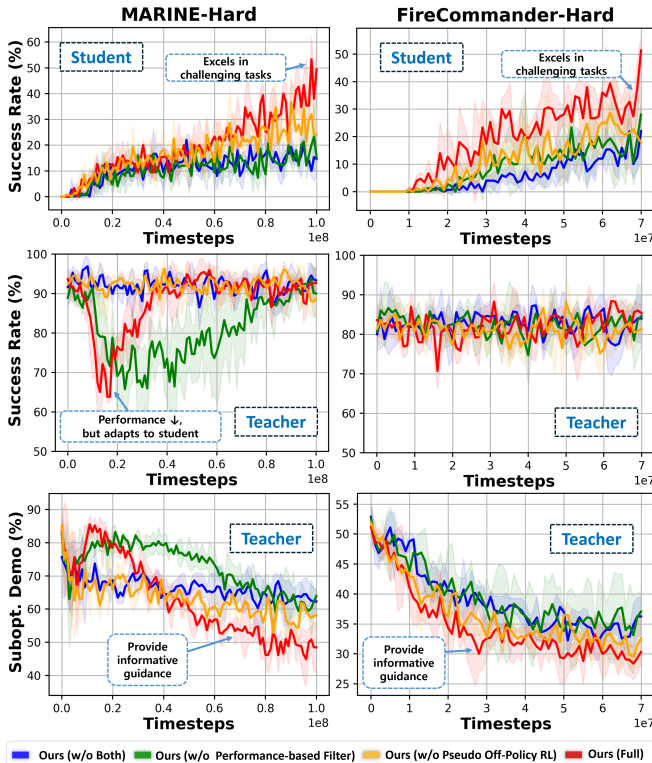 MARINE-Hard
FireCommander-Hard
Success Rate (%)
60
50
40
30
20
10
0
Student
Excels in
challenging tasks
0.0
0.2
0.4
0.6
0.8
1.0
1e8
Timesteps
50
40
30
20
10
0
Student
Excels in
challenging tasks
0
1
2
3
4
5
6
7
1e7
Timesteps
Success Rate (%)
100
90
80
70
60
50
Performance ↓,
but adapts to student
Teacher
0.0
0.2
0.4
0.6
0.8
1.0
1e8
Timesteps
100
90
80
70
60
50
Teacher
0
1
2
3
4
5
6
7
1e7
Timesteps
Subopt. Demo (%)
90
80
70
60
50
40
Teacher
Provide
informative
guidance
0.0
0.2
0.4
0.6
0.8
1.0
1e8
Timesteps
55
50
45
40
35
30
25
Teacher
Provide
informative
guidance
0
1
2
3
4
5
6
7
1e7
Timesteps
Ours (w/o Both)
Ours (w/o Performance-based Filter)
Ours (w/o Pseudo Off-Policy RL)
Ours (Full)